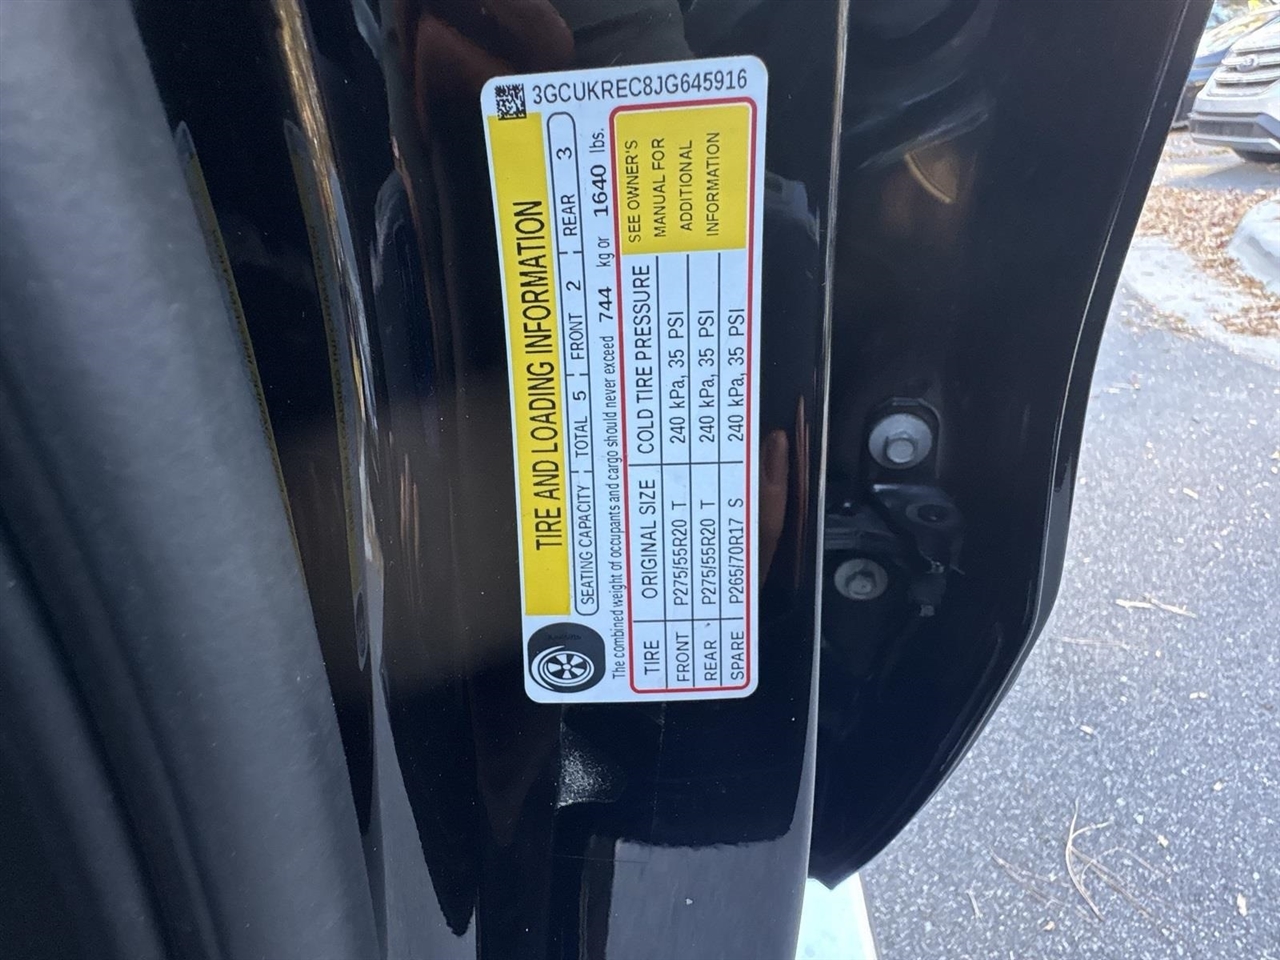 3GCUKREC8JG645916
TIRE AND LOADING INFORMATION
SEATING CAPACITY TOTAL 5 FRONT 2 REAR 3
The combined weight of occupants and cargo should never exceed 744 kg or 1640 lbs.
TIRE ORIGINAL SIZE COLD TIRE PRESSURE
FRONT P275/55R20 T 240 kPa, 35 PSI
REAR P275/55R20 T 240 kPa, 35 PSI
SPARE P265/70R17 S 240 kPa, 35 PSI
SEE OWNER'S
MANUAL FOR
ADDITIONAL
INFORMATION